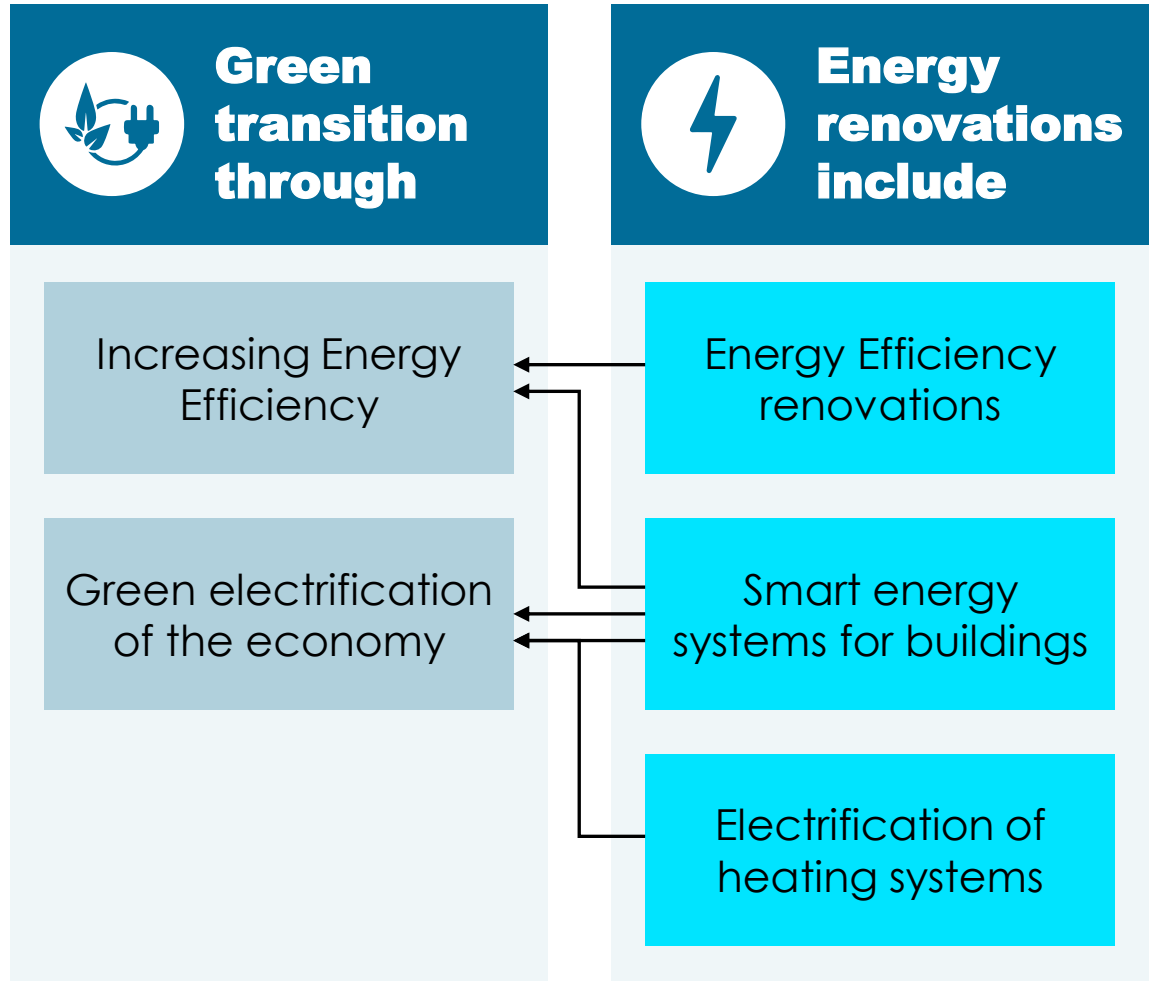 Green
transition
through
Increasing Energy
Efficiency
Green electrification
of the economy
Energy
renovations
include
Energy Efficiency
renovations
Smart energy
systems for buildings
Electrification of
heating systems